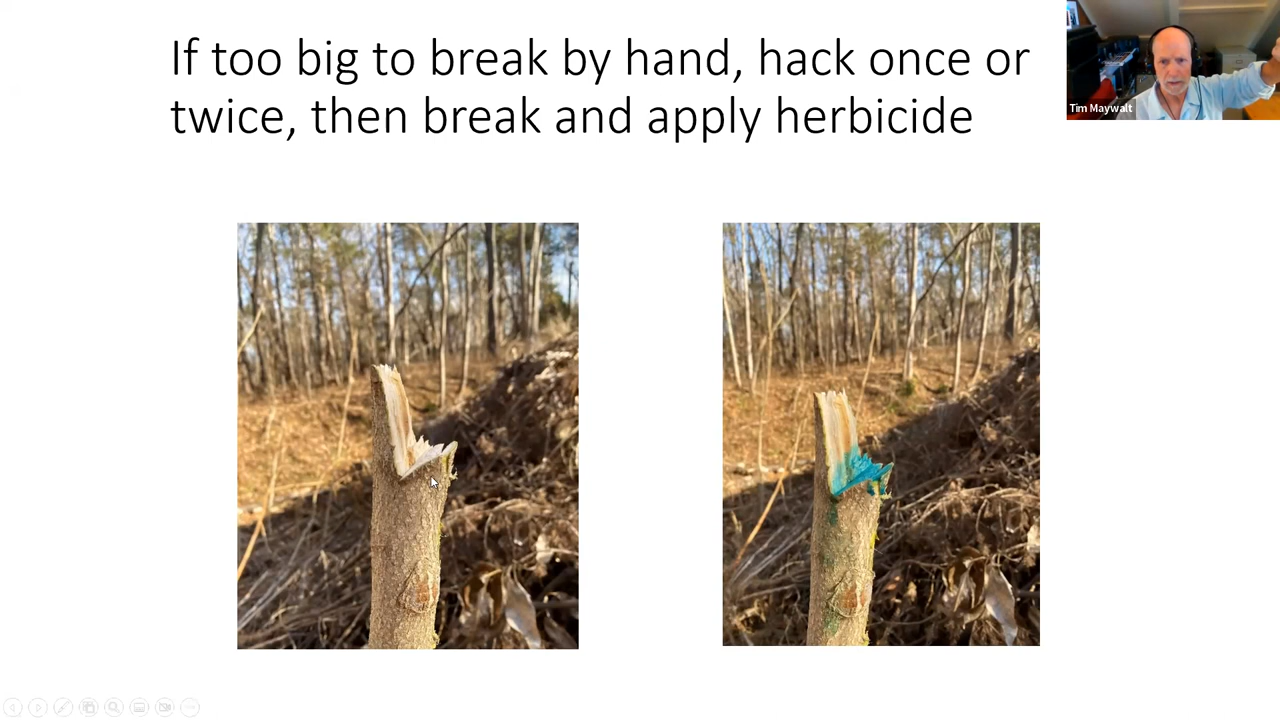 If too big to break by hand, hack once or
twice, then break and apply herbicide
Tim Maywalt